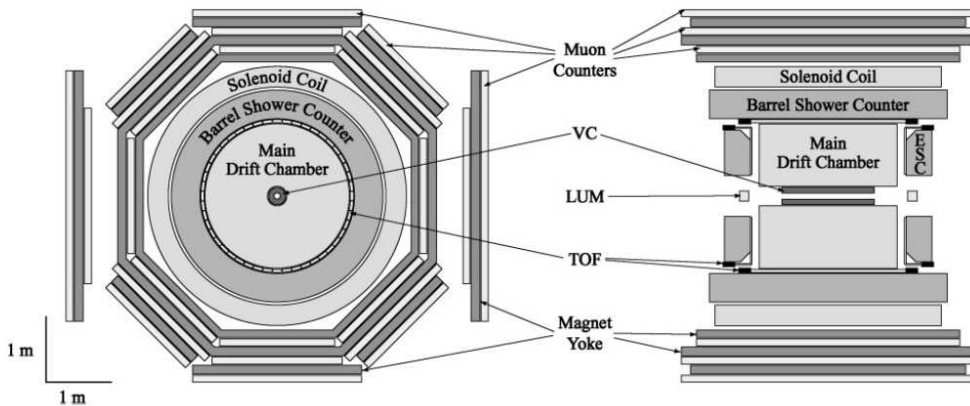 Solenoid Coil
Barrel Shower Counter
Main
Drift Chamber
Muon
Counters
VC
LUM
TOF
Magnet
Yoke
1 m
1 m
Solenoid Coil
Barrel Shower Counter
Main
Drift Chamber
ESC